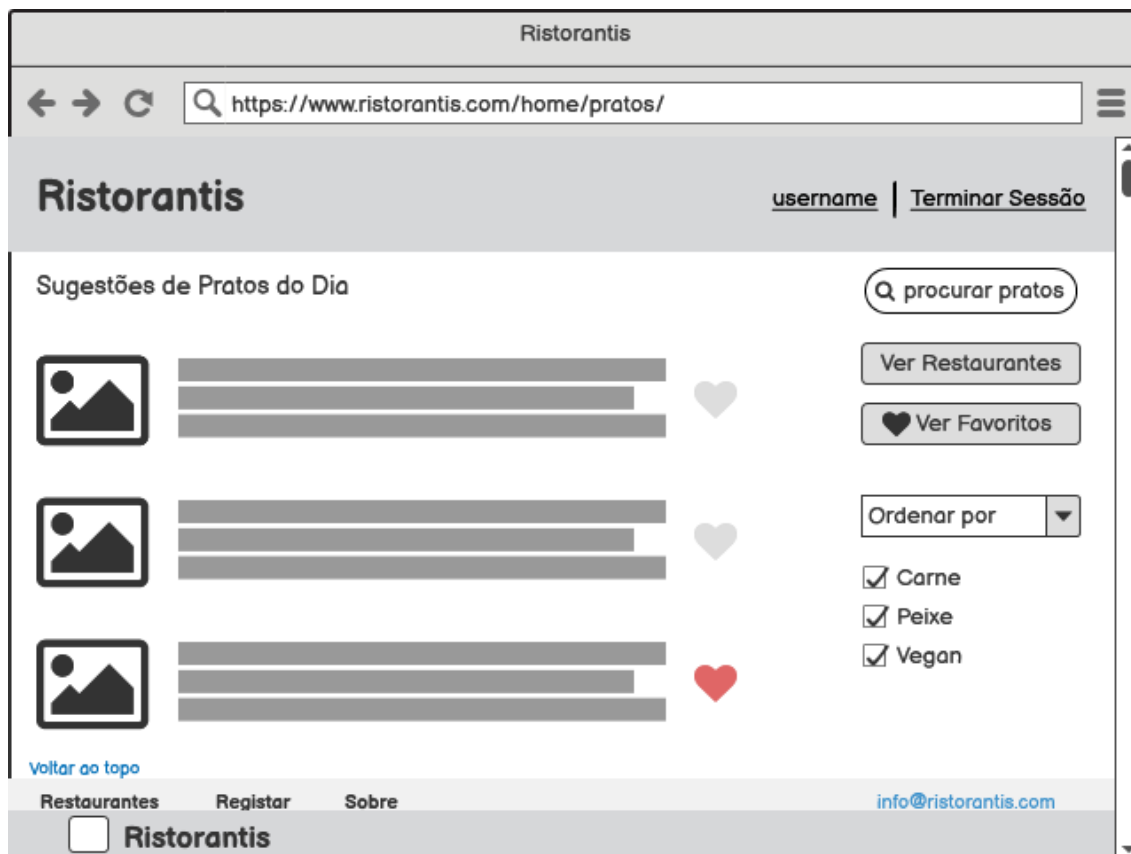 Ristorantis
https://www.ristorantis.com/home/pratos/
Ristorantis
username | Terminar Sessão
Sugestões de Pratos do Dia
procurar pratos
Ver Restaurantes
Ver Favoritos
Ordenar por
Carne
Peixe
Vegan
Voltar ao topo
Restaurantes Registar Sobre info@ristorantis.com
Ristorantis